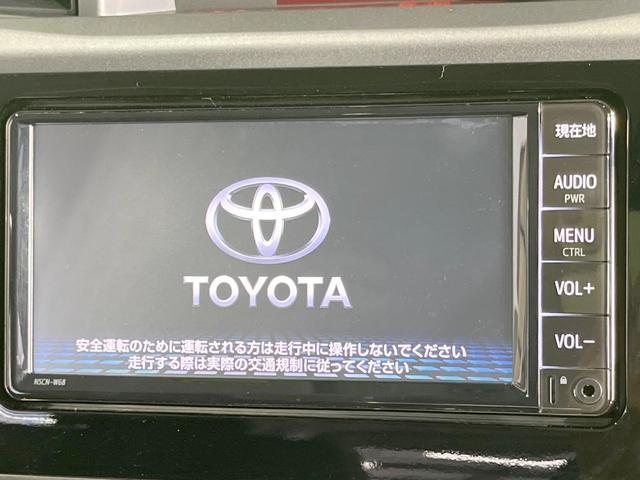 現在地
AUDIO
PWR
MENU
CTRL
VOL+
VOL−
TOYOTA
安全運転のために運転される方は走行中に操作しないでください
走行する際は実際の交通規制に従ってください
NSCN-W68